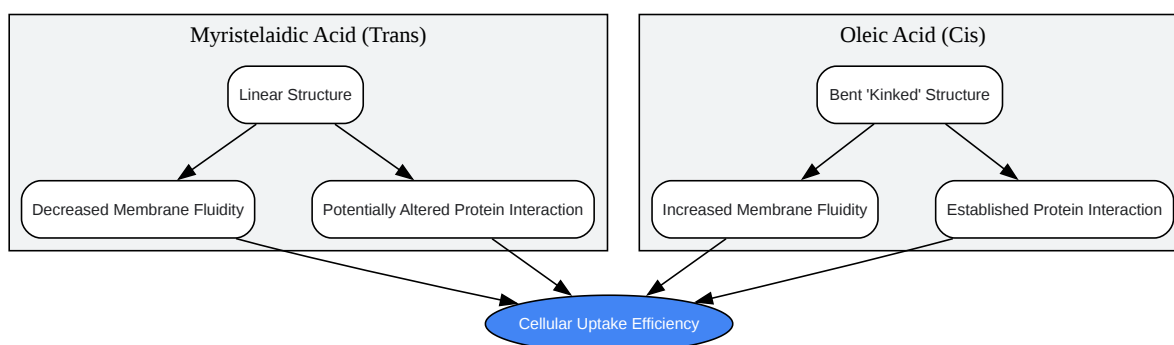 Myristelaidic Acid (Trans)
Oleic Acid (Cis)
Linear Structure
Bent 'Kinked' Structure
Decreased Membrane Fluidity
Potentially Altered Protein Interaction
Increased Membrane Fluidity
Established Protein Interaction
Cellular Uptake Efficiency